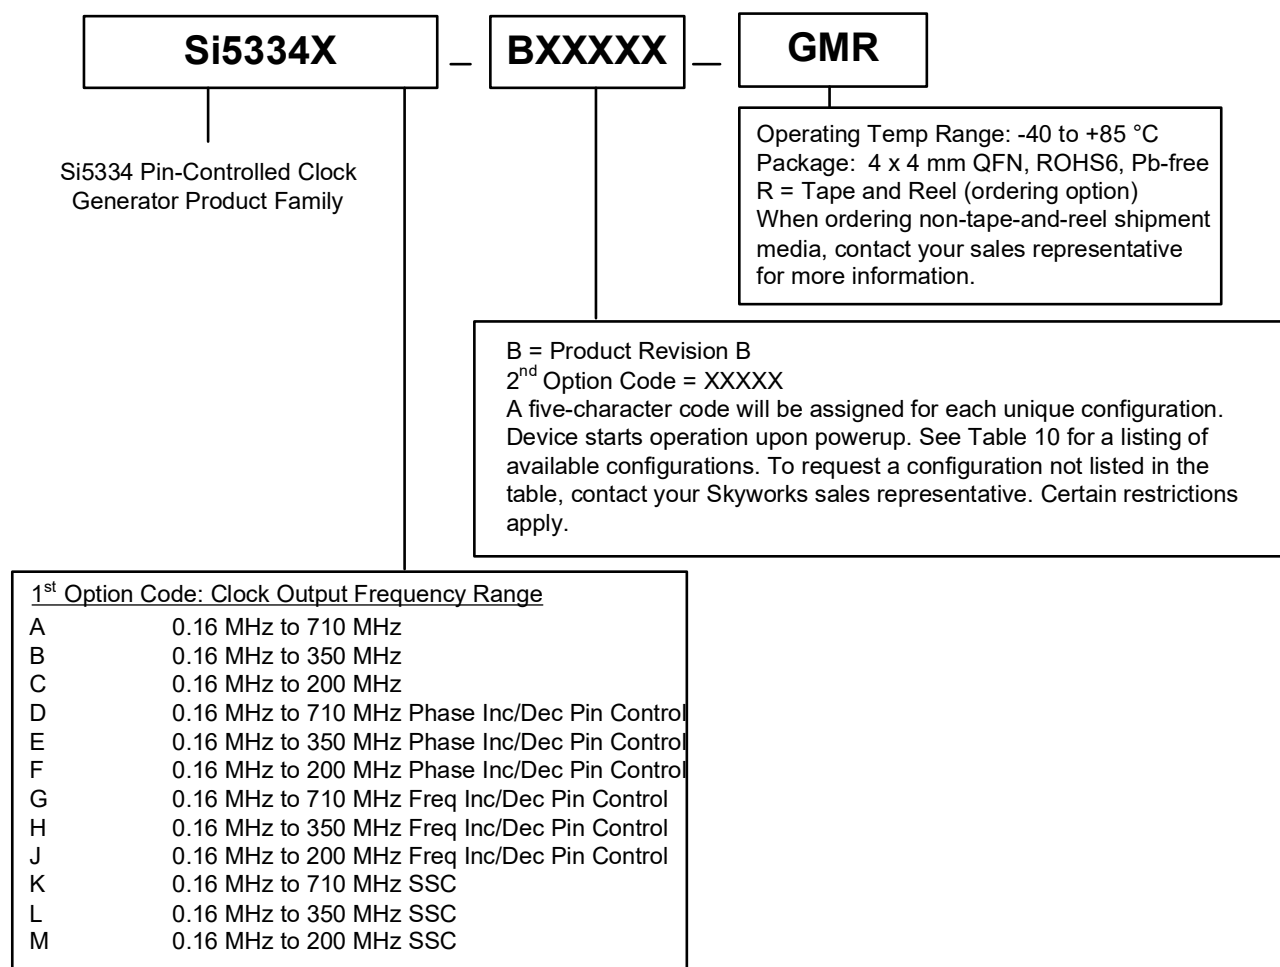 Si5334X _ BXXXXX _ GMR
Si5334 Pin-Controlled Clock
Generator Product Family
Operating Temp Range: -40 to +85 °C
Package:  4 x 4 mm QFN, ROHS6, Pb-free
R = Tape and Reel (ordering option)
When ordering non-tape-and-reel shipment
media, contact your sales representative
for more information.
B = Product Revision B
2nd Option Code = XXXXX
A five-character code will be assigned for each unique configuration.
Device starts operation upon powerup. See Table 10 for a listing of
available configurations. To request a configuration not listed in the
table, contact your Skyworks sales representative. Certain restrictions
apply.
1st Option Code: Clock Output Frequency Range
A 0.16 MHz to 710 MHz
B 0.16 MHz to 350 MHz
C 0.16 MHz to 200 MHz
D 0.16 MHz to 710 MHz Phase Inc/Dec Pin Control
E 0.16 MHz to 350 MHz Phase Inc/Dec Pin Control
F 0.16 MHz to 200 MHz Phase Inc/Dec Pin Control
G 0.16 MHz to 710 MHz Freq Inc/Dec Pin Control
H 0.16 MHz to 350 MHz Freq Inc/Dec Pin Control
J 0.16 MHz to 200 MHz Freq Inc/Dec Pin Control
K 0.16 MHz to 710 MHz SSC
L 0.16 MHz to 350 MHz SSC
M 0.16 MHz to 200 MHz SSC